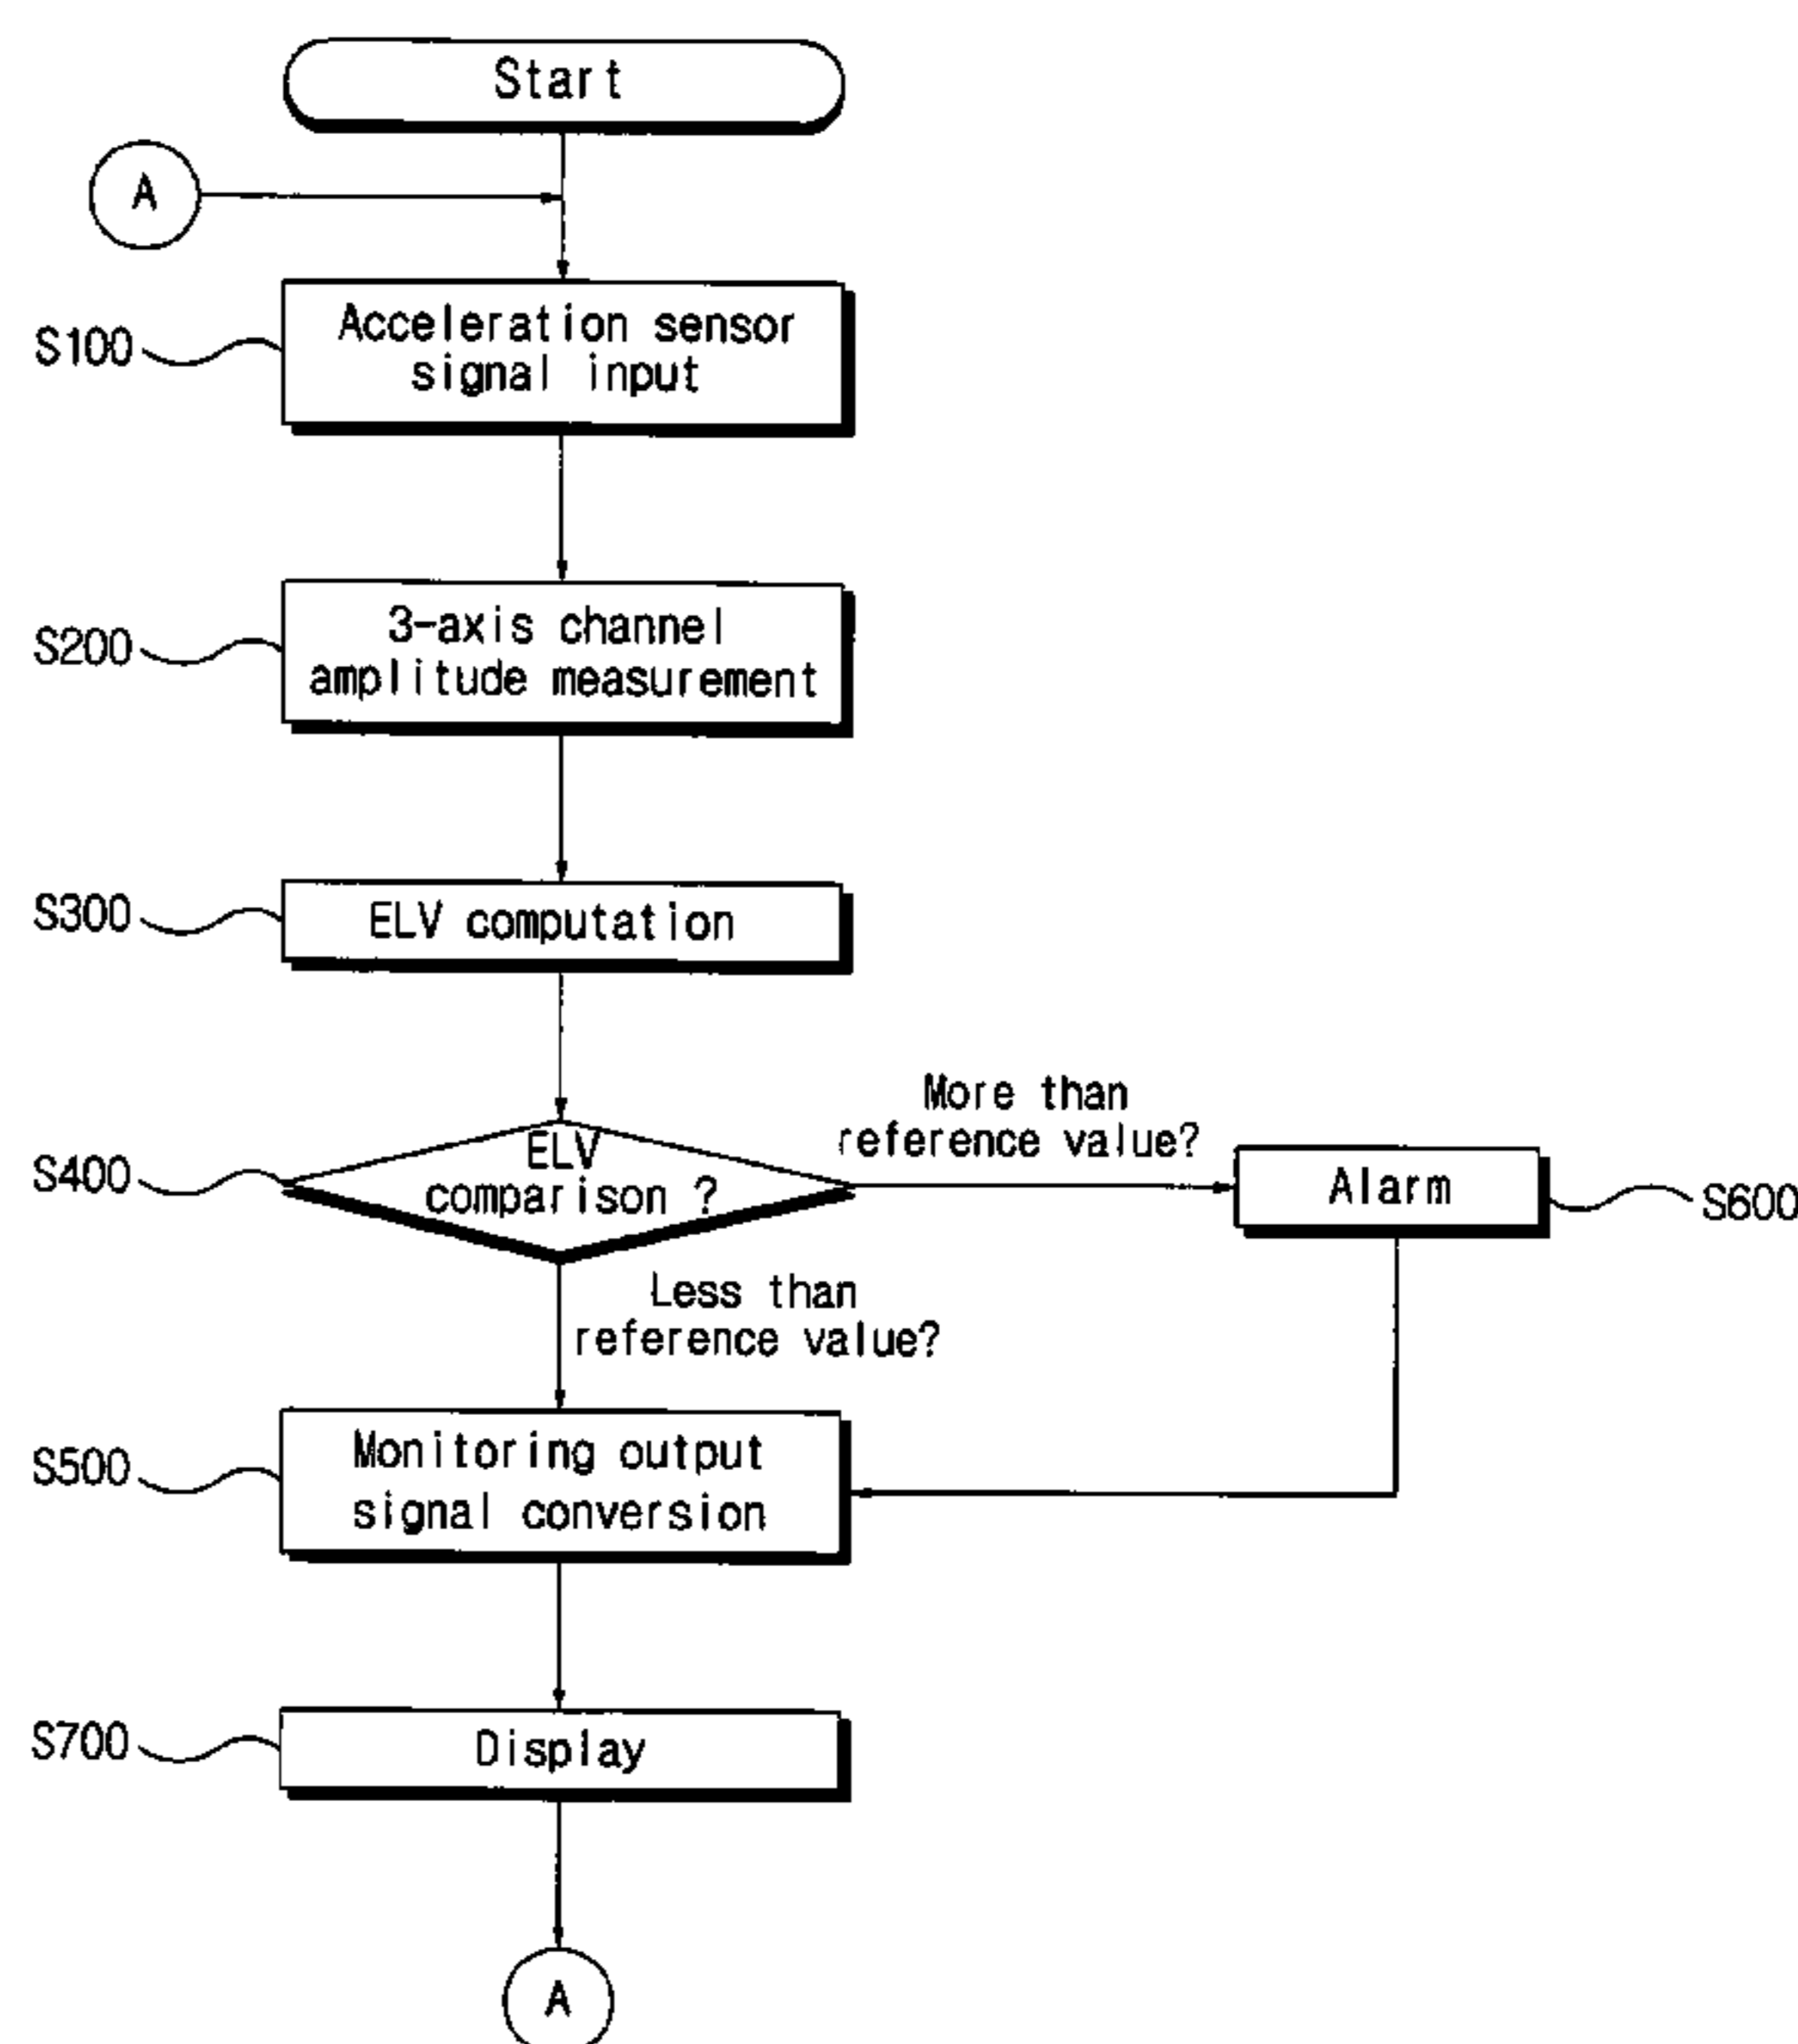 Start
A
S100
Acceleration sensor
signal input
S200
3-axis channel
amplitude measurement
S300
ELV computation
S400
ELV
comparison ?
More than
reference value?
Alarm
S600
Less than
reference value?
S500
Monitoring output
signal conversion
S700
Display
A